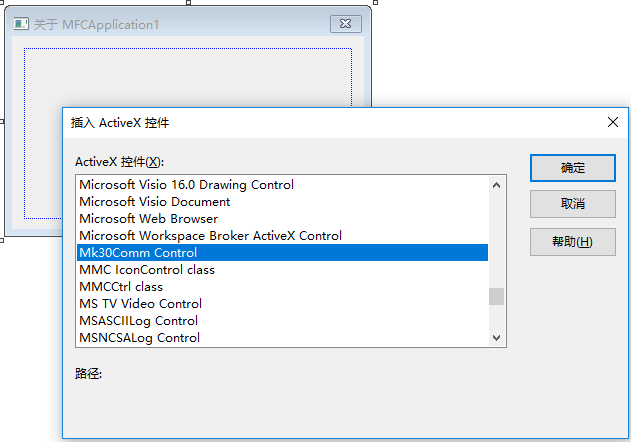 关于 MFCApplication1
插入 ActiveX 控件
ActiveX 控件(X):
Microsoft Visio 16.0 Drawing Control
Microsoft Visio Document
Microsoft Web Browser
Microsoft Workspace Broker ActiveX Control
Mk30Comm Control
MMC IconControl class
MMCCtrl class
MS TV Video Control
MSASCIILog Control
MSNCSALog Control
确定
取消
帮助(H)
路径: